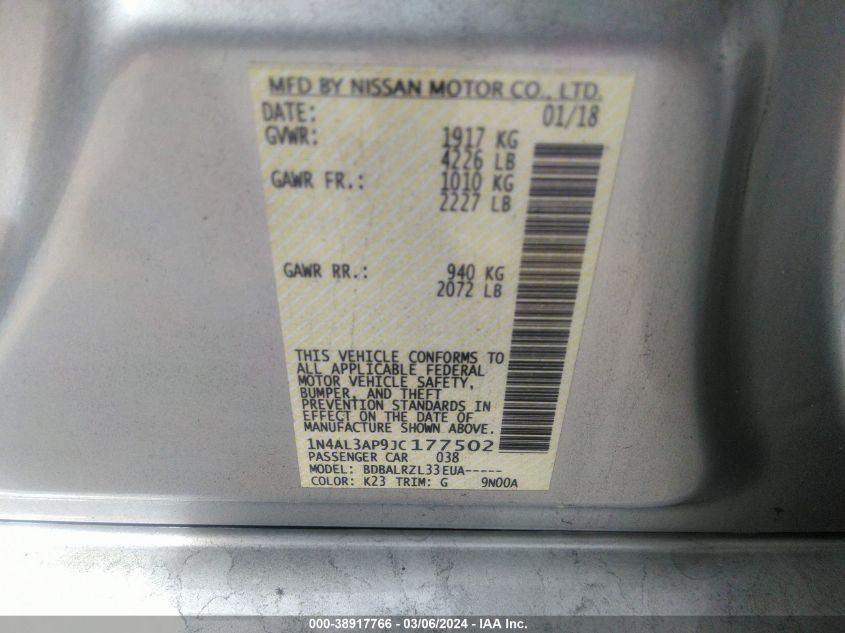 MFD BY NISSAN MOTOR CO., LTD.
DATE: 01/18
GVWR: 1917 KG
4226 LB
GAWR FR.: 1010 KG
2227 LB
GAWR RR.: 940 KG
2072 LB
THIS VEHICLE CONFORMS TO
ALL APPLICABLE FEDERAL
MOTOR VEHICLE SAFETY,
BUMPER, AND THEFT
PREVENTION STANDARDS IN
EFFECT ON THE DATE OF
MANUFACTURE SHOWN ABOVE.
1N4AL3AP9JC177502
PASSENGER CAR 038
MODEL: BDBALRZL33EUA-----
COLOR: K23 TRIM: G 9N00A
000-38917766 - 03/06/2024 - IAA Inc.